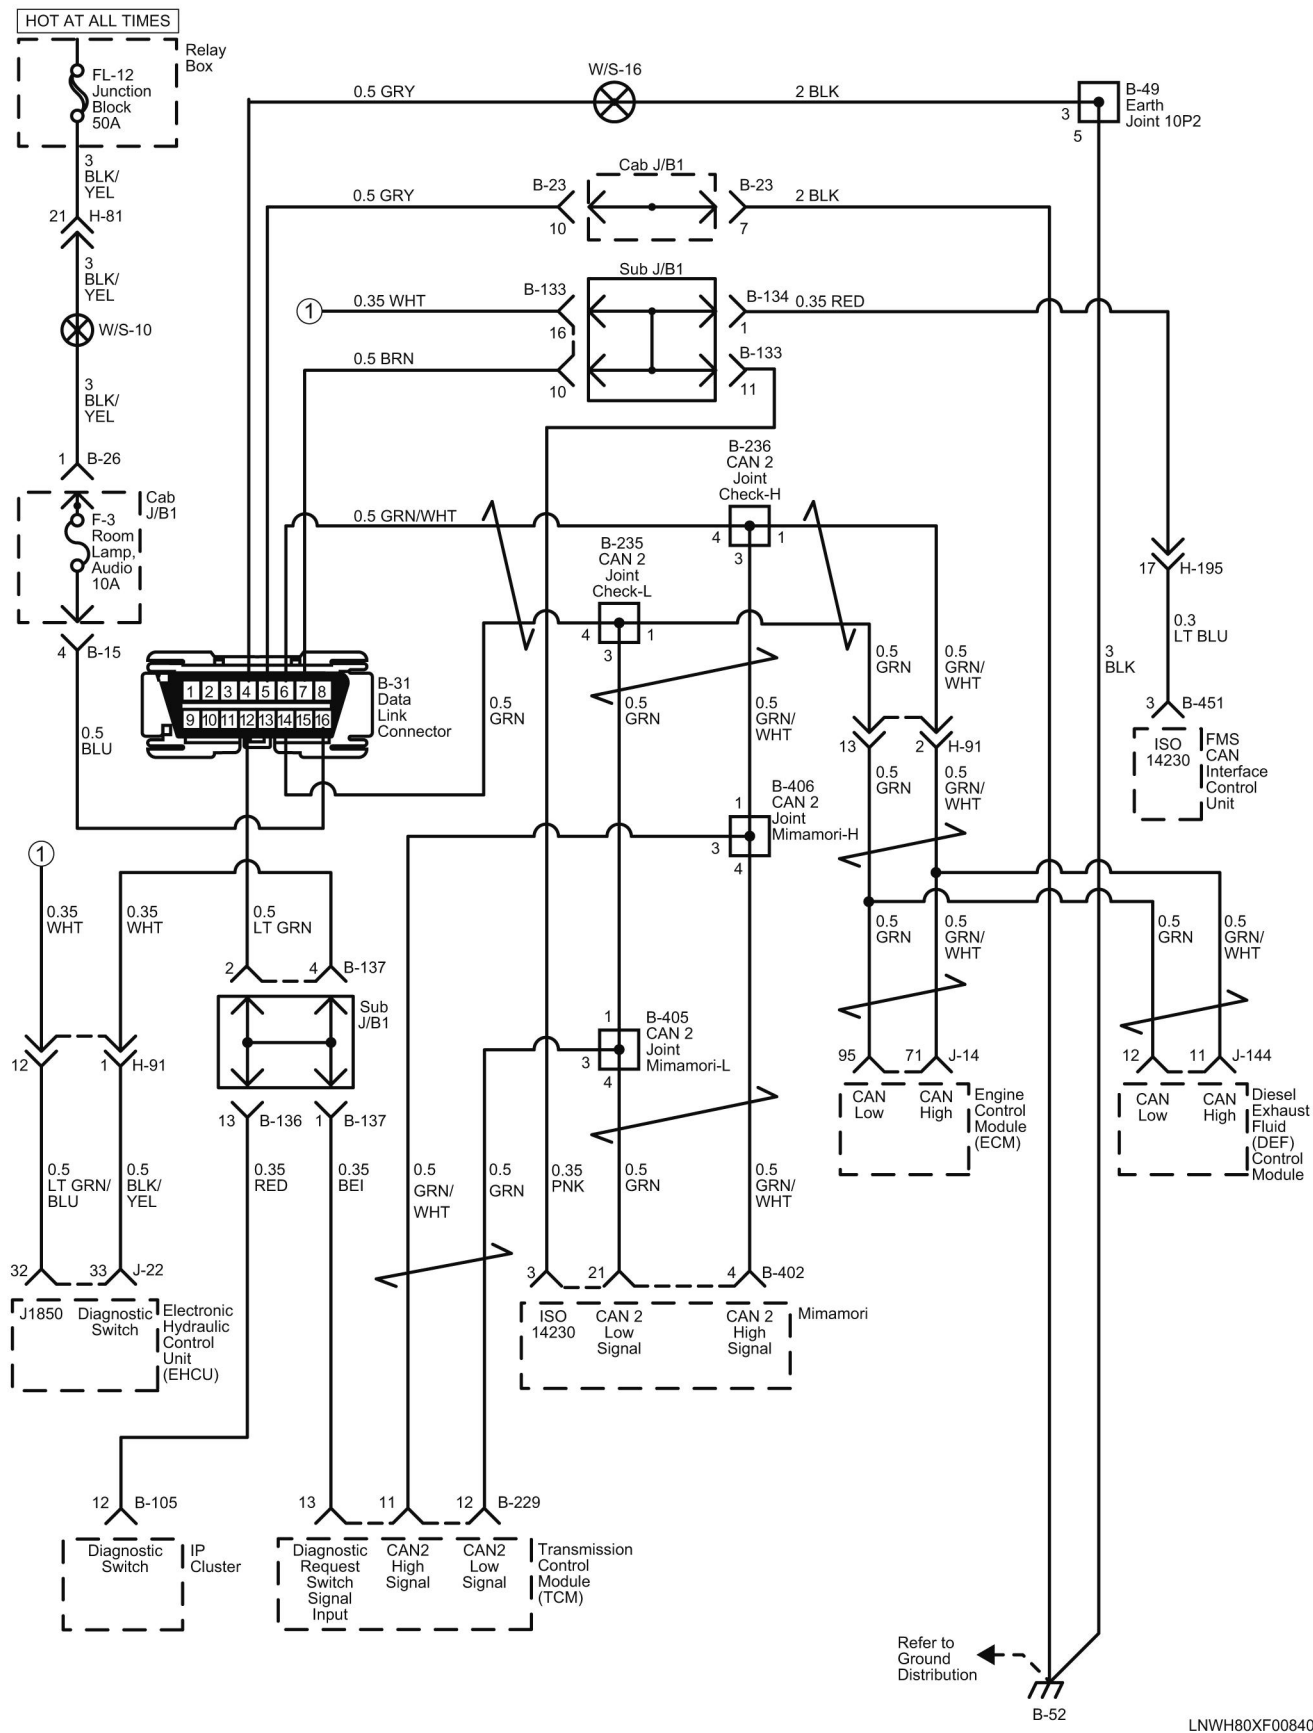 HOT AT ALL TIMES
Relay
Box
FL-12
Junction
Block
50A
3
BLK/
YEL
21
H-81
3
BLK/
YEL
W/S-10
3
BLK/
YEL
1
B-26
Cab
J/B1
F-3
Room
Lamp,
Audio
10A
4
B-15
0.5
BLU
W/S-16
0.5 GRY
2 BLK
3
5
B-49
Earth
Joint 10P2
Cab J/B1
0.5 GRY
B-23
10
B-23
7
2 BLK
Sub J/B1
1
0.35 WHT
B-133
16
B-134
1
0.35 RED
0.5 BRN
10
B-133
11
B-236
CAN 2
Joint
Check-H
0.5 GRN/WHT
4
1
3
B-235
CAN 2
Joint
Check-L
4
1
3
17
H-195
0.3
LT BLU
3
B-451
ISO
14230
FMS
CAN
Interface
Control
Unit
3
BLK
1 2 3 4 5 6 7 8
9 10 11 12 13 14 15 16
B-31
Data
Link
Connector
0.5
GRN
0.5
GRN
0.5
GRN/
WHT
0.5
GRN
0.5
GRN/
WHT
13
2
H-91
0.5
GRN
0.5
GRN/
WHT
B-406
CAN 2
Joint
Mimamori-H
1
3
4
1
0.35
WHT
0.35
WHT
0.5
LT GRN
2
4
B-137
Sub
J/B1
12
1
H-91
13
B-136
1
B-137
0.5
GRN
0.5
GRN/
WHT
0.5
GRN
0.5
GRN/
WHT
B-405
CAN 2
Joint
Mimamori-L
1
3
4
95
71
J-14
CAN
Low
CAN
High
Engine
Control
Module
(ECM)
12
11
J-144
CAN
Low
CAN
High
Diesel
Exhaust
Fluid
(DEF)
Control
Module
0.5
LT GRN/
BLU
0.5
BLK/
YEL
0.35
RED
0.35
BEI
0.5
GRN/
WHT
0.5
GRN
0.35
PNK
0.5
GRN
0.5
GRN/
WHT
32
33
J-22
J1850
Diagnostic
Switch
Electronic
Hydraulic
Control
Unit
(EHCU)
3
21
4
B-402
ISO
14230
CAN 2
Low
Signal
CAN 2
High
Signal
Mimamori
12
B-105
Diagnostic
Switch
IP
Cluster
13
11
12
B-229
Diagnostic
Request
Switch
Signal
Input
CAN2
High
Signal
CAN2
Low
Signal
Transmission
Control
Module
(TCM)
Refer to
Ground
Distribution
B-52
LNWH80XF00840